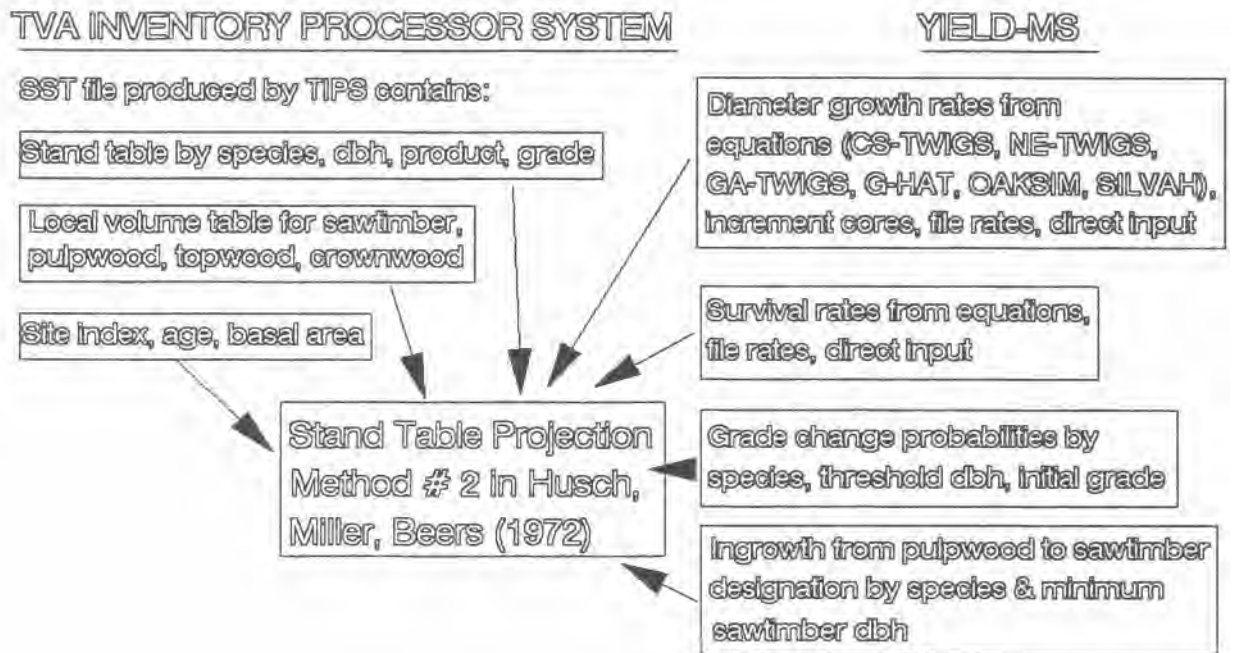 TVA INVENTORY PROCESSOR SYSTEM
SST file produced by TIPS contains:
Stand table by species, dbh, product, grade
Local volume table for sawtimber,
pulpwood, topwood, crownwood
Site index, age, basal area
Stand Table Projection
Method # 2 in Husch,
Miller, Beers (1972)
YIELD-MS
Diameter growth rates from
equations (CS-TWIGS, NE-TWIGS,
GA-TWIGS, G-HAT, OAKSIM, SILVAH),
increment cores, file rates, direct input
Survival rates from equations,
file rates, direct input
Grade change probabilities by
species, threshold dbh, initial grade
Ingrowth from pulpwood to sawtimber
designation by species & minimum
sawtimber dbh